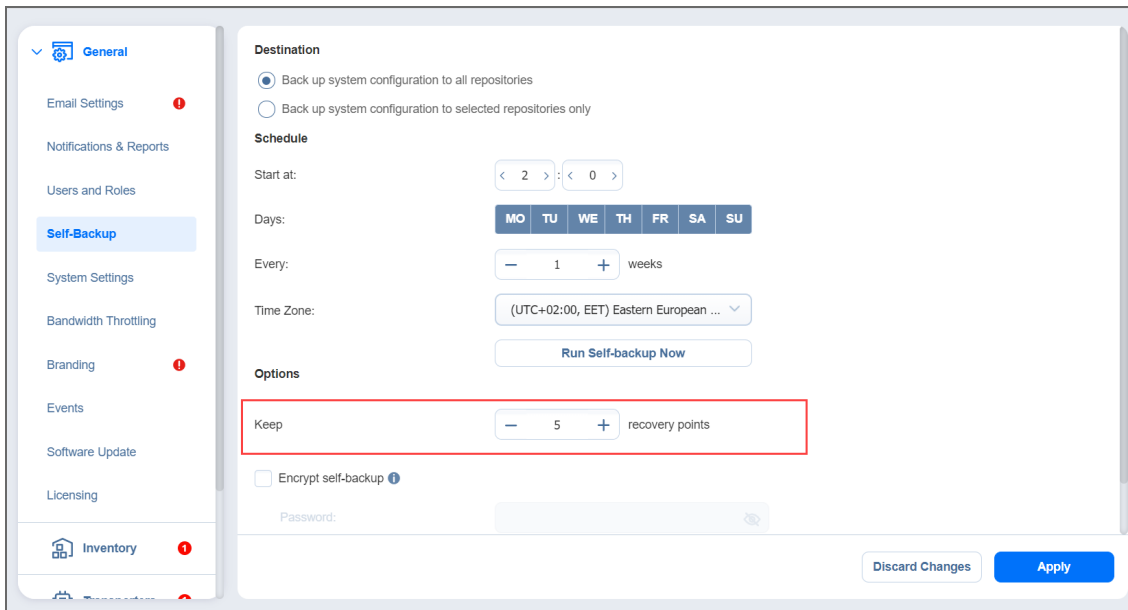 General
Email Settings
Notifications & Reports
Users and Roles
Self-Backup
System Settings
Bandwidth Throttling
Branding
Events
Software Update
Licensing
Inventory 1
Destination
Back up system configuration to all repositories
Back up system configuration to selected repositories only
Schedule
Start at: 2 : 0
Days: MO TU WE TH FR SA SU
Every: 1 weeks
Time Zone: (UTC+02:00, EET) Eastern European ...
Run Self-backup Now
Options
Keep 5 recovery points
Encrypt self-backup
Password:
Discard Changes Apply